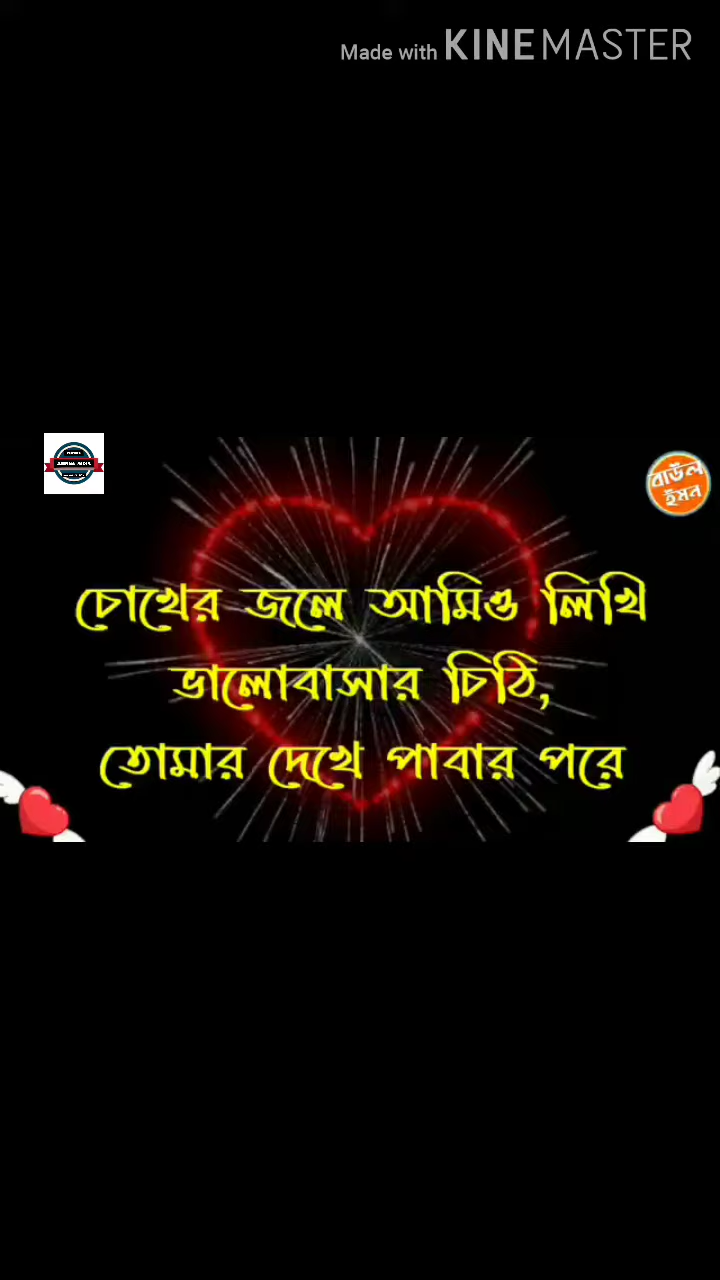 Made with KINEMASTER
বাউল
ইমন
চোখের জলে আমিও লিখি
ভালোবাসার চিঠি,
তোমার দেখে পাবার পরে